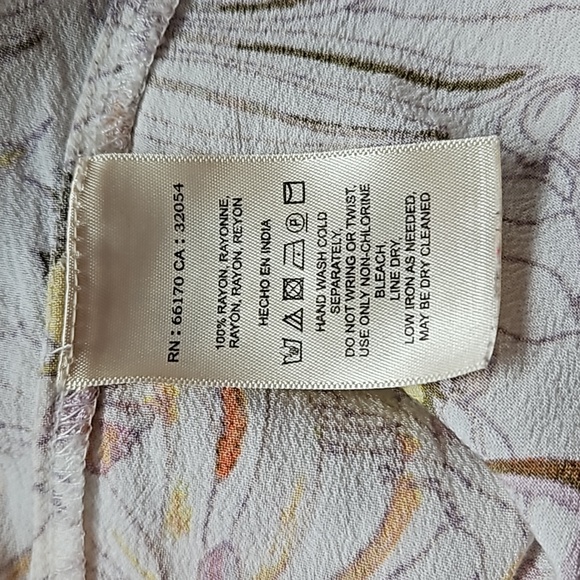 RN : 66170 CA : 32054
100% RAYON, RAYONNE,
RAYON, RAYON, REYON
HECHO EN INDIA
HAND WASH COLD
SEPARATELY.
DO NOT WRING OR TWIST,
USE ONLY NON-CHLORINE
BLEACH,
LINE DRY,
LOW IRON AS NEEDED,
MAY BE DRY CLEANED